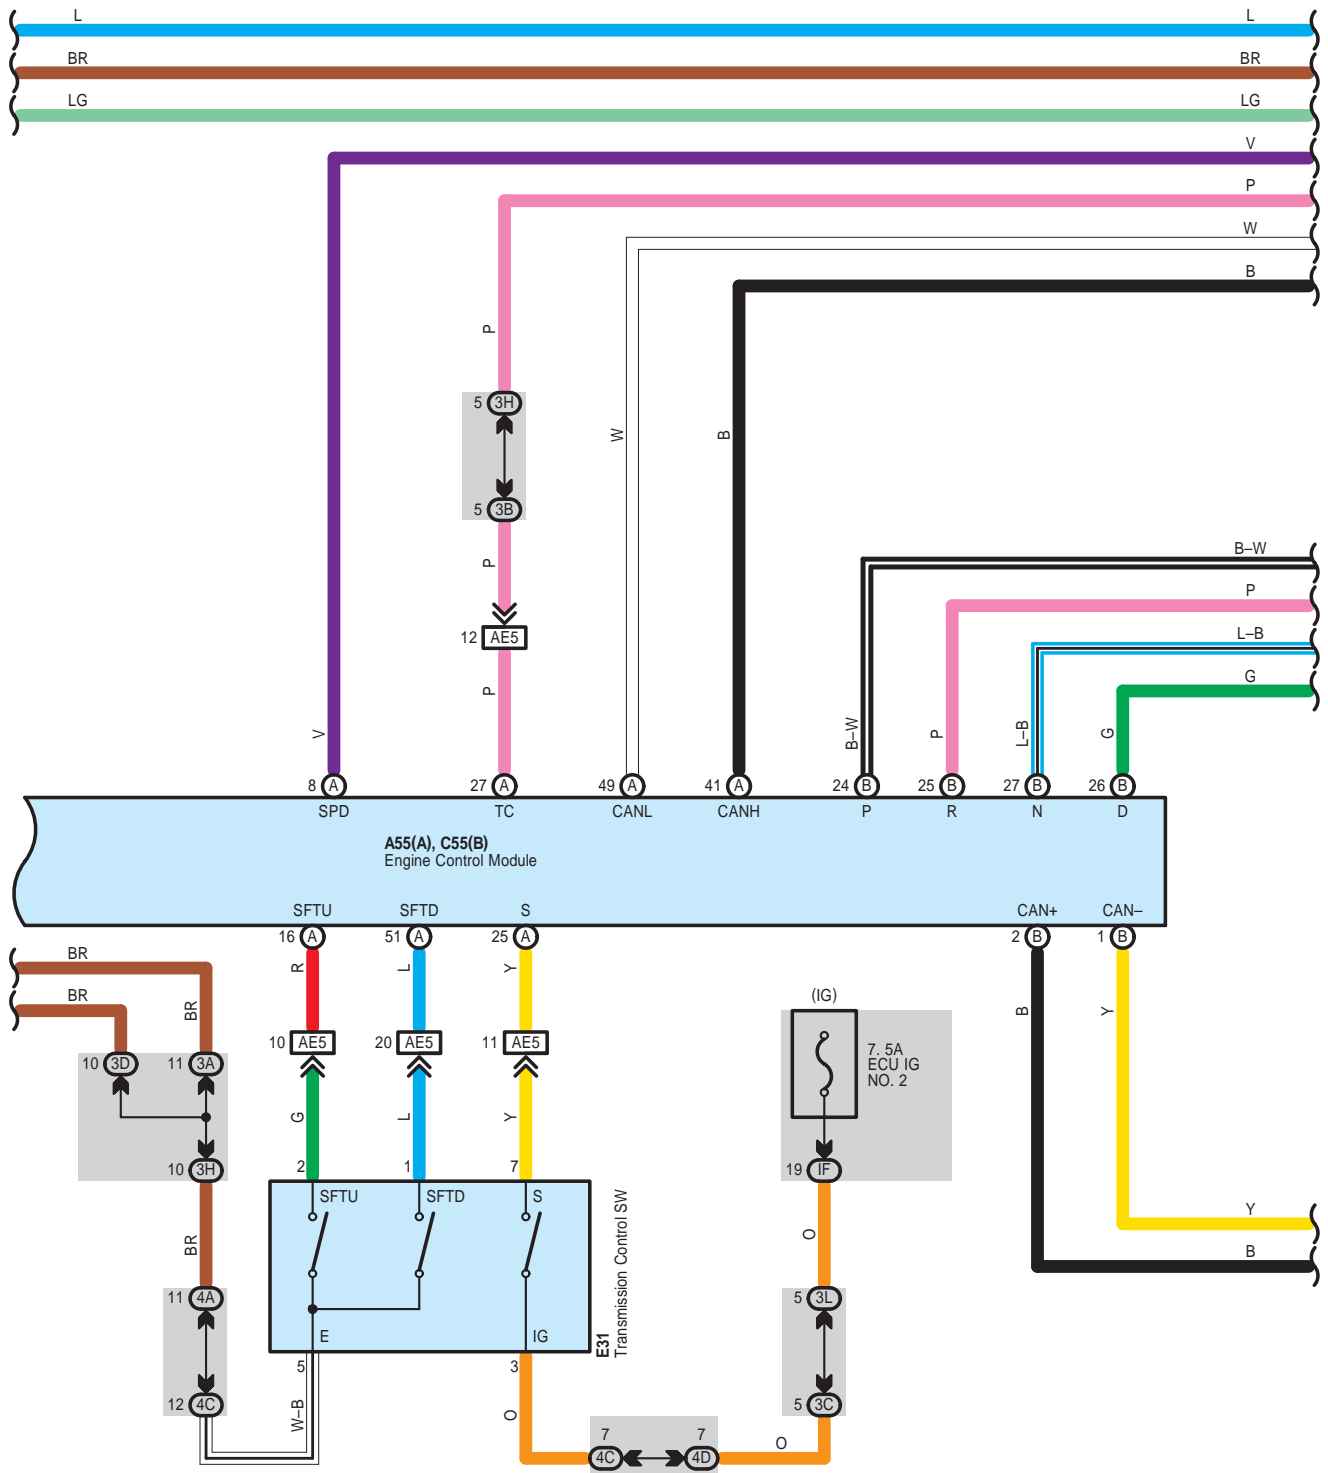 L L
BR BR
LG LG
V
P
W
B
P
5 3H
W
B
5 3B
B–W
P
P
12 AE5
L–B
P
G
V
B–W
P
L–B
G
8 A 27 A 49 A 41 A 24 B 25 B 27 B 26 B
SPD TC CANL CANH P R N D
A55(A), C55(B)
Engine Control Module
SFTU SFTD S CAN+ CAN–
16 A 51 A 25 A 2 B 1 B
BR
R L Y
BR
BR
(IG)
B Y
10 AE5 20 AE5 11 AE5
7. 5A
ECU IG
NO. 2
10 3D 11 3A
G L Y
10 3H
2 1 7
19 IF
SFTU SFTD S
Y
BR
O
B
11 4A
5 3L
E IG
E31
Transmission Control SW
5 3
12 4C
5 3C
W–B
O
7 7
4C 4D
O